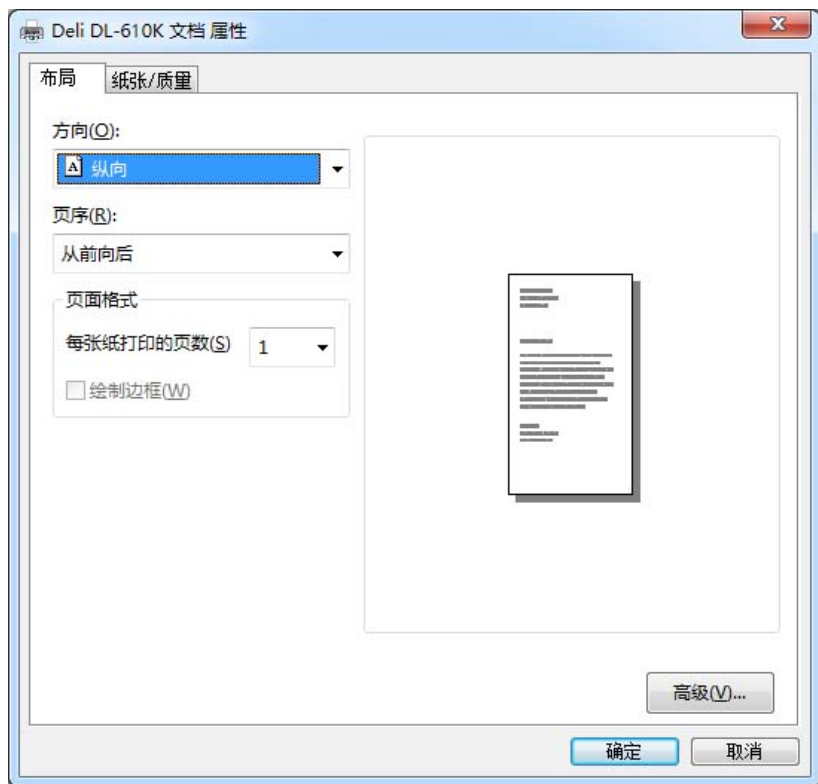 Deli DL-610K 文档 属性
布局
纸张/质量
方向(O):
纵向
页序(R):
从前向后
页面格式
每张纸打印的页数(S)
1
绘制边框(W)
高级(V)...
确定
取消